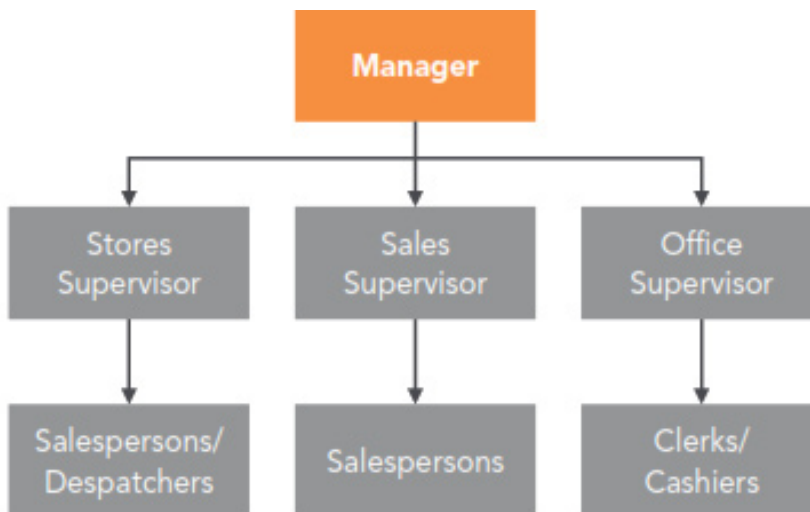 Manager
Stores
Supervisor
Sales
Supervisor
Office
Supervisor
Salespersons/
Despatchers
Salespersons
Clerks/
Cashiers